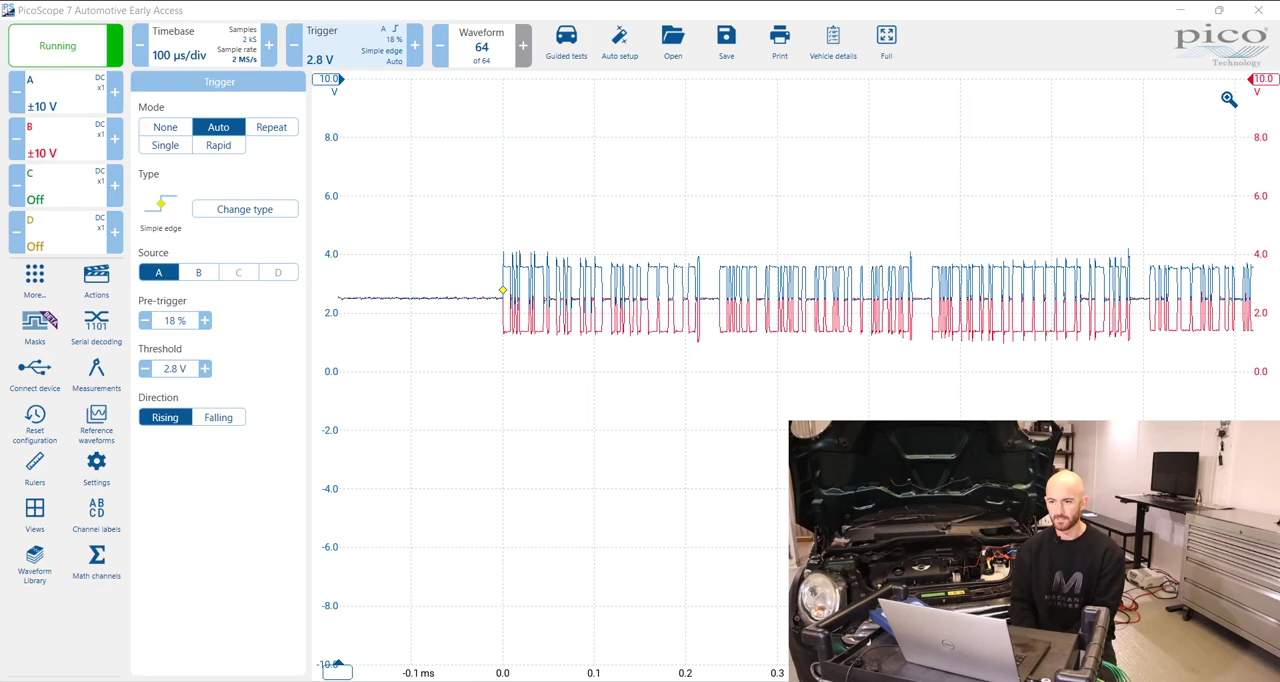 PicoScope 7 Automotive Early Access
Running
Timebase
100 µs/div
Samples
2 kS
Sample rate
2 MS/s
Trigger
2.8 V
A
18 %
Simple edge
Auto
Waveform
64
of 64
Guided tests
Auto setup
Open
Save
Print
Vehicle details
Full
pico
Technology
A
DC
x1
±10 V
B
DC
x1
±10 V
C
DC
x1
Off
D
DC
x1
Off
More...
Actions
Masks
BETA
Serial decoding
1101
Connect device
Measurements
Reset
configuration
Reference
waveforms
Rulers
Settings
Views
AB
CD
Channel labels
Waveform
Library
Math channels
Trigger
Mode
None
Auto
Repeat
Single
Rapid
Type
Simple edge
Change type
Source
A
B
C
D
Pre-trigger
18 %
Threshold
2.8 V
Direction
Rising
Falling
10.0
V
8.0
6.0
4.0
2.0
0.0
-2.0
-4.0
-6.0
-8.0
-10.0
-0.1 ms
0.0
0.1
0.2
0.3
10.0
V
8.0
6.0
4.0
2.0
0.0
DELL